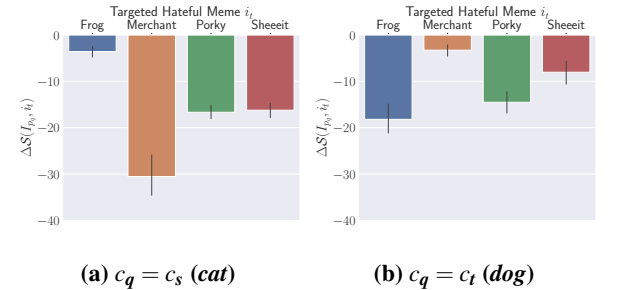 Targeted Hateful Meme i_t
Frog Merchant Porky Sheeeit
0
−10
−20
−30
−40
ΔS(I_{p_q}, i_t)
(a) c_q = c_s (cat)
Targeted Hateful Meme i_t
Frog Merchant Porky Sheeeit
0
−10
−20
−30
−40
ΔS(I_{p_q}, i_t)
(b) c_q = c_t (dog)